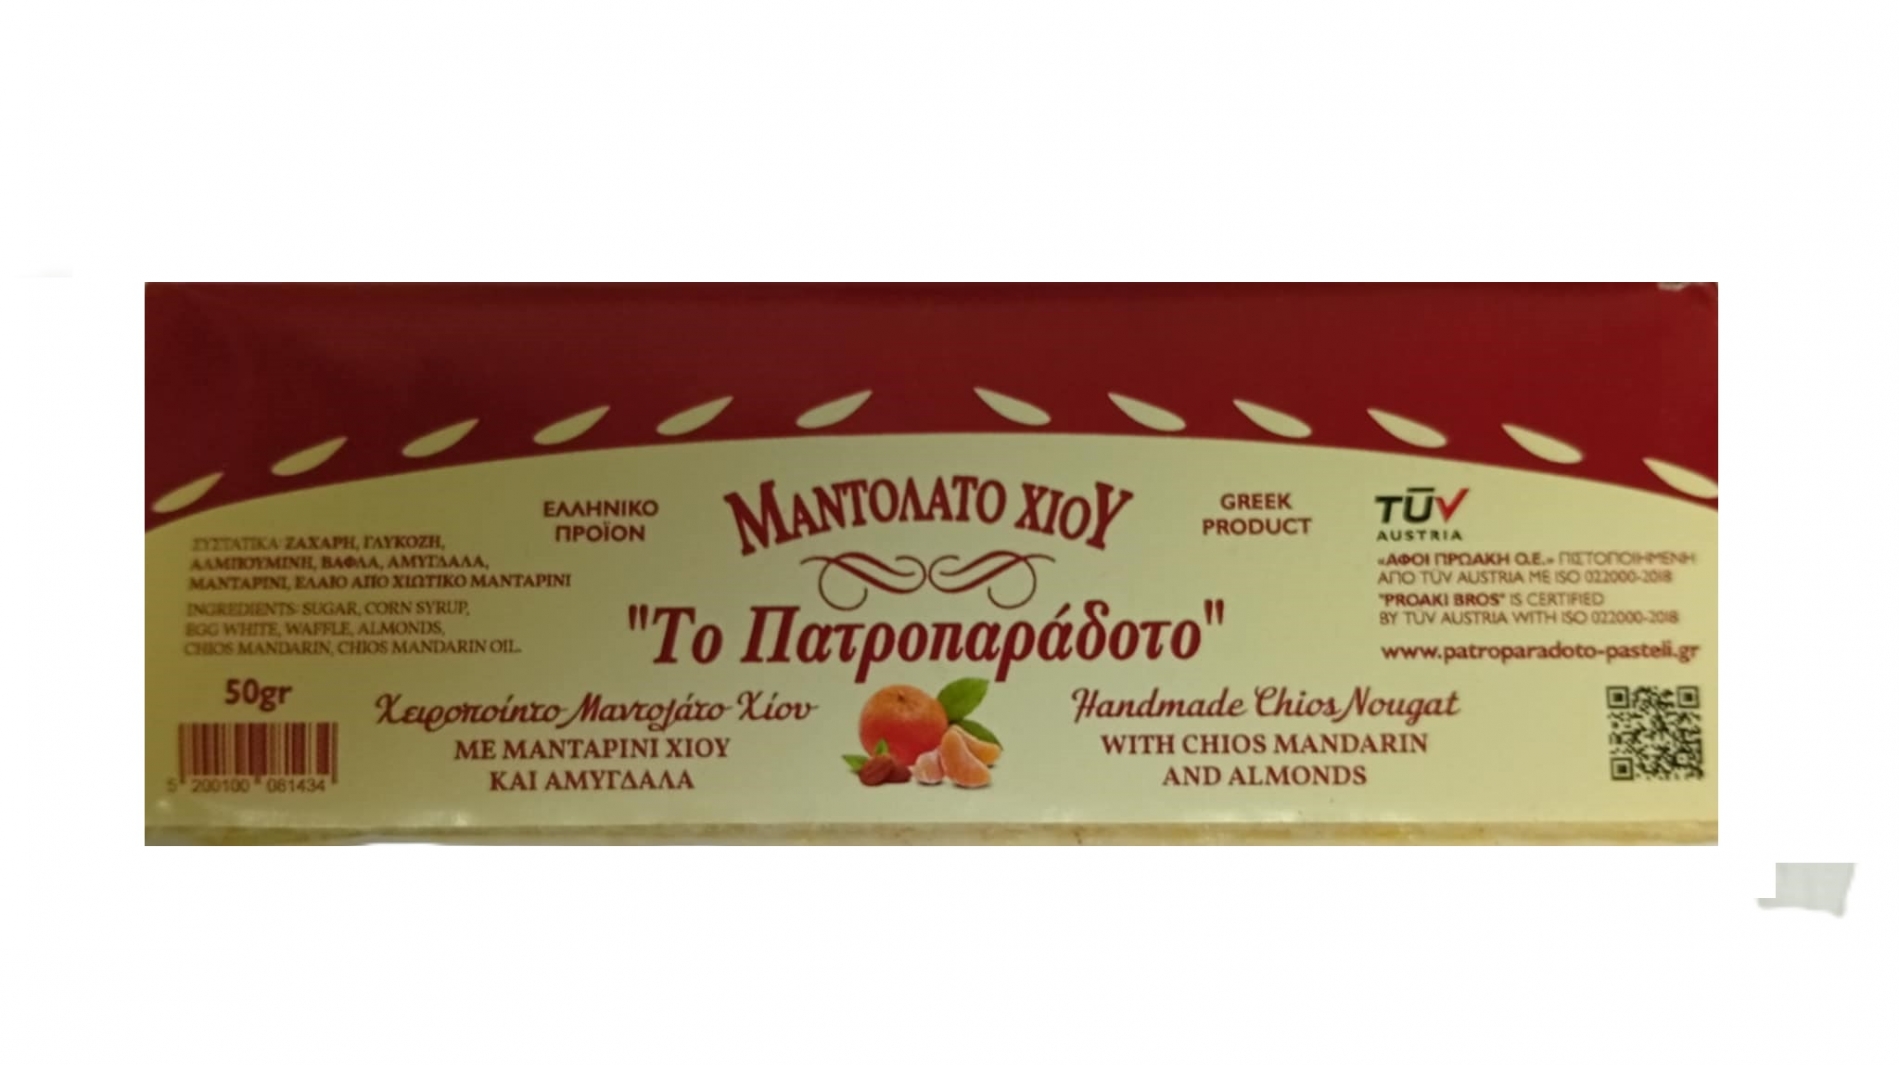 ΜΑΝΤΟΛΑΤΟ ΧΙΟΥ
ΕΛΛΗΝΙΚΟ
ΠΡΟΪΟΝ
GREEK
PRODUCT
TÜV
AUSTRIA
ΣΥΣΤΑΤΙΚΑ: ΖΑΧΑΡΗ, ΓΛΥΚΟΖΗ,
ΑΛΜΠΟΥΜΙΝΗ, ΒΑΦΛΑ, ΑΜΥΓΔΑΛΑ,
ΜΑΝΤΑΡΙΝΙ, ΕΛΑΙΟ ΑΠΟ ΧΙΩΤΙΚΟ ΜΑΝΤΑΡΙΝΙ
INGREDIENTS: SUGAR, CORN SYRUP,
EGG WHITE, WAFFLE, ALMONDS,
CHIOS MANDARIN, CHIOS MANDARIN OIL.
"Το Πατροπαράδοτο"
«ΑΦΟΙ ΠΡΩΑΚΗ Ο.Ε.» ΠΙΣΤΟΠΟΙΗΜΕΝΗ
ΑΠΟ TÜV AUSTRIA ΜΕ ISO 022000-2018
"PROAKI BROS" IS CERTIFIED
BY TÜV AUSTRIA WITH ISO 022000-2018
www.patroparadoto-pasteli.gr
50gr
5 200100 081434
Χειροποίητο Μαντολάτο Χίου
ΜΕ ΜΑΝΤΑΡΙΝΙ ΧΙΟΥ
ΚΑΙ ΑΜΥΓΔΑΛΑ
Handmade Chios Nougat
WITH CHIOS MANDARIN
AND ALMONDS